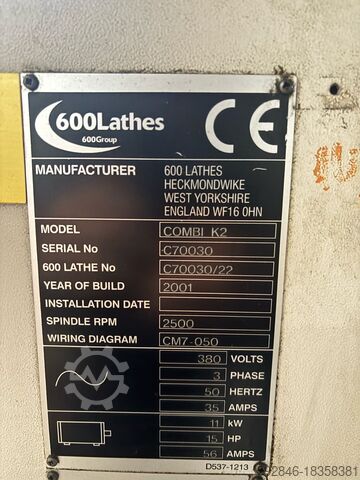 600Lathes
600Group
CE
MANUFACTURER 600 LATHES
HECKMONDWIKE
WEST YORKSHIRE
ENGLAND WF16 0HN
MODEL COMBI K2
SERIAL No C70030
600 LATHE No C70030/22
YEAR OF BUILD 2001
INSTALLATION DATE
SPINDLE RPM 2500
WIRING DIAGRAM CM7-050
380 VOLTS
3 PHASE
50 HERTZ
35 AMPS
11 kW
15 HP
56 AMPS
D537-1213
92846-18358381